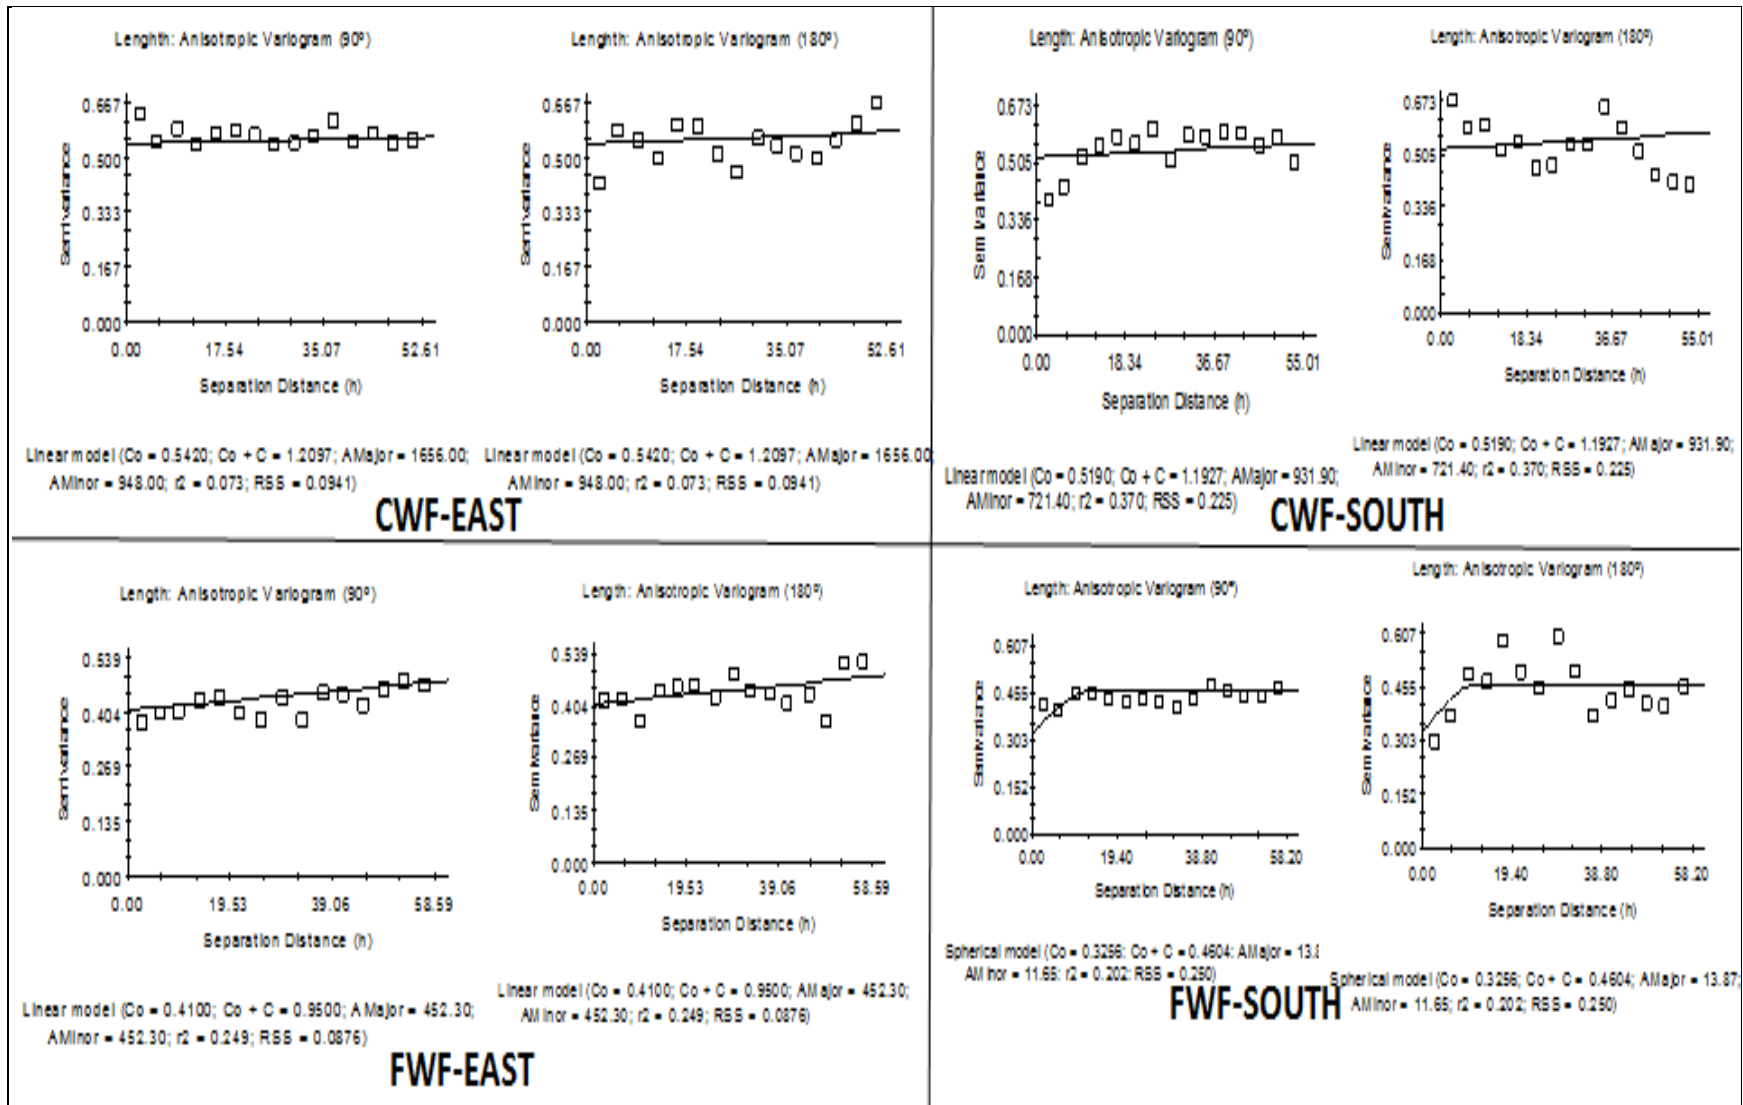 Lenghth: Anisotropic Variogram (90º)
Semivariance
0.667
0.500
0.333
0.167
0.000
0.00 17.54 35.07 52.61
Separation Distance (h)
Linear model (Co = 0.5420; Co + C = 1.2097; AMajor = 1656.00;
AMinor = 948.00; r2 = 0.073; RSS = 0.0941)
Lenghth: Anisotropic Variogram (180º)
Semivariance
0.667
0.500
0.333
0.167
0.000
0.00 17.54 35.07 52.61
Separation Distance (h)
Linear model (Co = 0.5420; Co + C = 1.2097; AMajor = 1656.00;
AMinor = 948.00; r2 = 0.073; RSS = 0.0941)
CWF-EAST
Length: Anisotropic Variogram (90º)
Semivariance
0.673
0.505
0.336
0.168
0.000
0.00 18.34 36.67 55.01
Separation Distance (h)
Linear model (Co = 0.5190; Co + C = 1.1927; AMajor = 931.90;
AMinor = 721.40; r2 = 0.370; RSS = 0.225)
Length: Anisotropic Variogram (180º)
Semivariance
0.673
0.505
0.336
0.168
0.000
0.00 18.34 36.67 55.01
Separation Distance (h)
Linear model (Co = 0.5190; Co + C = 1.1927; AMajor = 931.90;
AMinor = 721.40; r2 = 0.370; RSS = 0.225)
CWF-SOUTH
Length: Anisotropic Variogram (90º)
Semivariance
0.539
0.404
0.269
0.135
0.000
0.00 19.53 39.06 58.59
Separation Distance (h)
Linear model (Co = 0.4100; Co + C = 0.9500; AMajor = 452.30;
AMinor = 452.30; r2 = 0.249; RSS = 0.0876)
Length: Anisotropic Variogram (180º)
Semivariance
0.539
0.404
0.269
0.135
0.000
0.00 19.53 39.06 58.59
Separation Distance (h)
Linear model (Co = 0.4100; Co + C = 0.9500; AMajor = 452.30;
AMinor = 452.30; r2 = 0.249; RSS = 0.0876)
FWF-EAST
Length: Anisotropic Variogram (90º)
Semivariance
0.607
0.455
0.303
0.152
0.000
0.00 19.40 38.80 58.20
Separation Distance (h)
Spherical model (Co = 0.3256; Co + C = 0.4604; AMajor = 13.8
AMinor = 11.65; r2 = 0.202; RSS = 0.250)
Length: Anisotropic Variogram (180º)
Semivariance
0.607
0.455
0.303
0.152
0.000
0.00 19.40 38.80 58.20
Separation Distance (h)
Spherical model (Co = 0.3256; Co + C = 0.4604; AMajor = 13.87;
AMinor = 11.65; r2 = 0.202; RSS = 0.250)
FWF-SOUTH